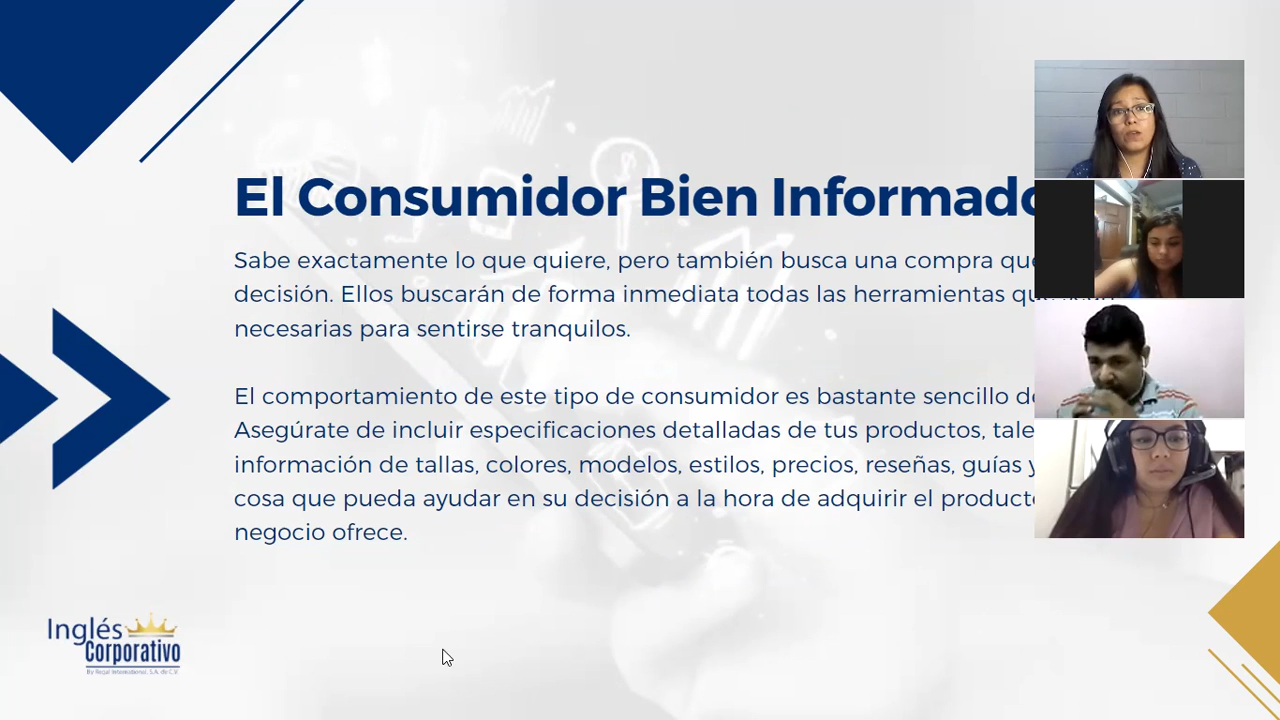 El Consumidor Bien Informado
Sabe exactamente lo que quiere, pero también busca una compra que
decisión. Ellos buscarán de forma inmediata todas las herramientas
necesarias para sentirse tranquilos.
El comportamiento de este tipo de consumidor es bastante sencillo
Asegúrate de incluir especificaciones detalladas de tus productos,
información de tallas, colores, modelos, estilos, precios, reseñas, guías y
cosa que pueda ayudar en su decisión a la hora de adquirir el producto
negocio ofrece.
Inglés
Corporativo
By Regal International, S.A. de C.V.